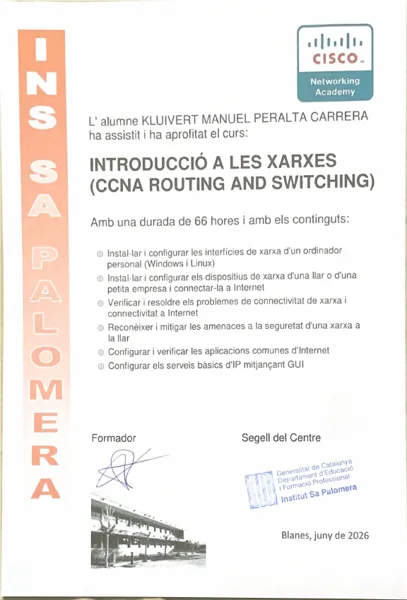 INS SA PALOMERA
CISCO™
Networking
Academy
L' alumne KLUIVERT MANUEL PERALTA CARRERA
ha assistit i ha aprofitat el curs:
INTRODUCCIÓ A LES XARXES
(CCNA ROUTING AND SWITCHING)
Amb una durada de 66 hores i amb els continguts:
Instal·lar i configurar les interfícies de xarxa d'un ordinador
personal (Windows i Linux)
Instal·lar i configurar els dispositius de xarxa d'una llar o d'una
petita empresa i connectar-la a Internet
Verificar i resoldre els problemes de connectivitat de xarxa i
connectivitat a Internet
Reconèixer i mitigar les amenaces a la seguretat d'una xarxa a
la llar
Configurar i verificar les aplicacions comunes d'Internet
Configurar els serveis bàsics d'IP mitjançant GUI
Formador
Segell del Centre
Generalitat de Catalunya
Departament d'Educació
i Formació Professional
Institut Sa Palomera
Blanes, juny de 2026